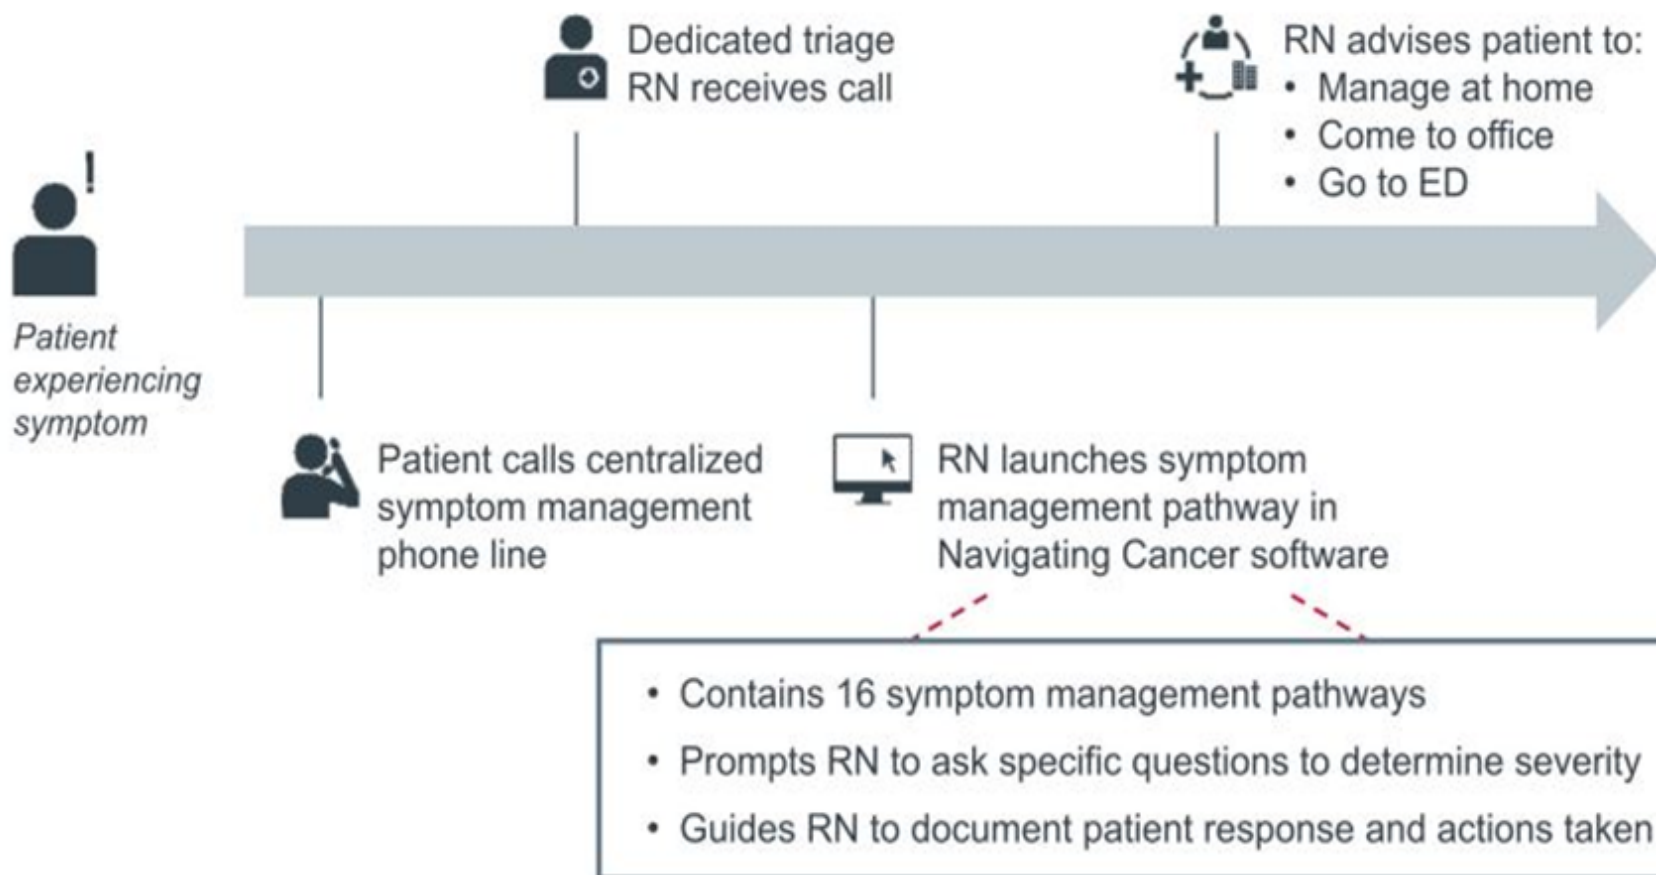 Patient
experiencing
symptom
Patient calls centralized
symptom management
phone line
Dedicated triage
RN receives call
RN launches symptom
management pathway in
Navigating Cancer software
• Contains 16 symptom management pathways
• Prompts RN to ask specific questions to determine severity
• Guides RN to document patient response and actions taken
RN advises patient to:
• Manage at home
• Come to office
• Go to ED